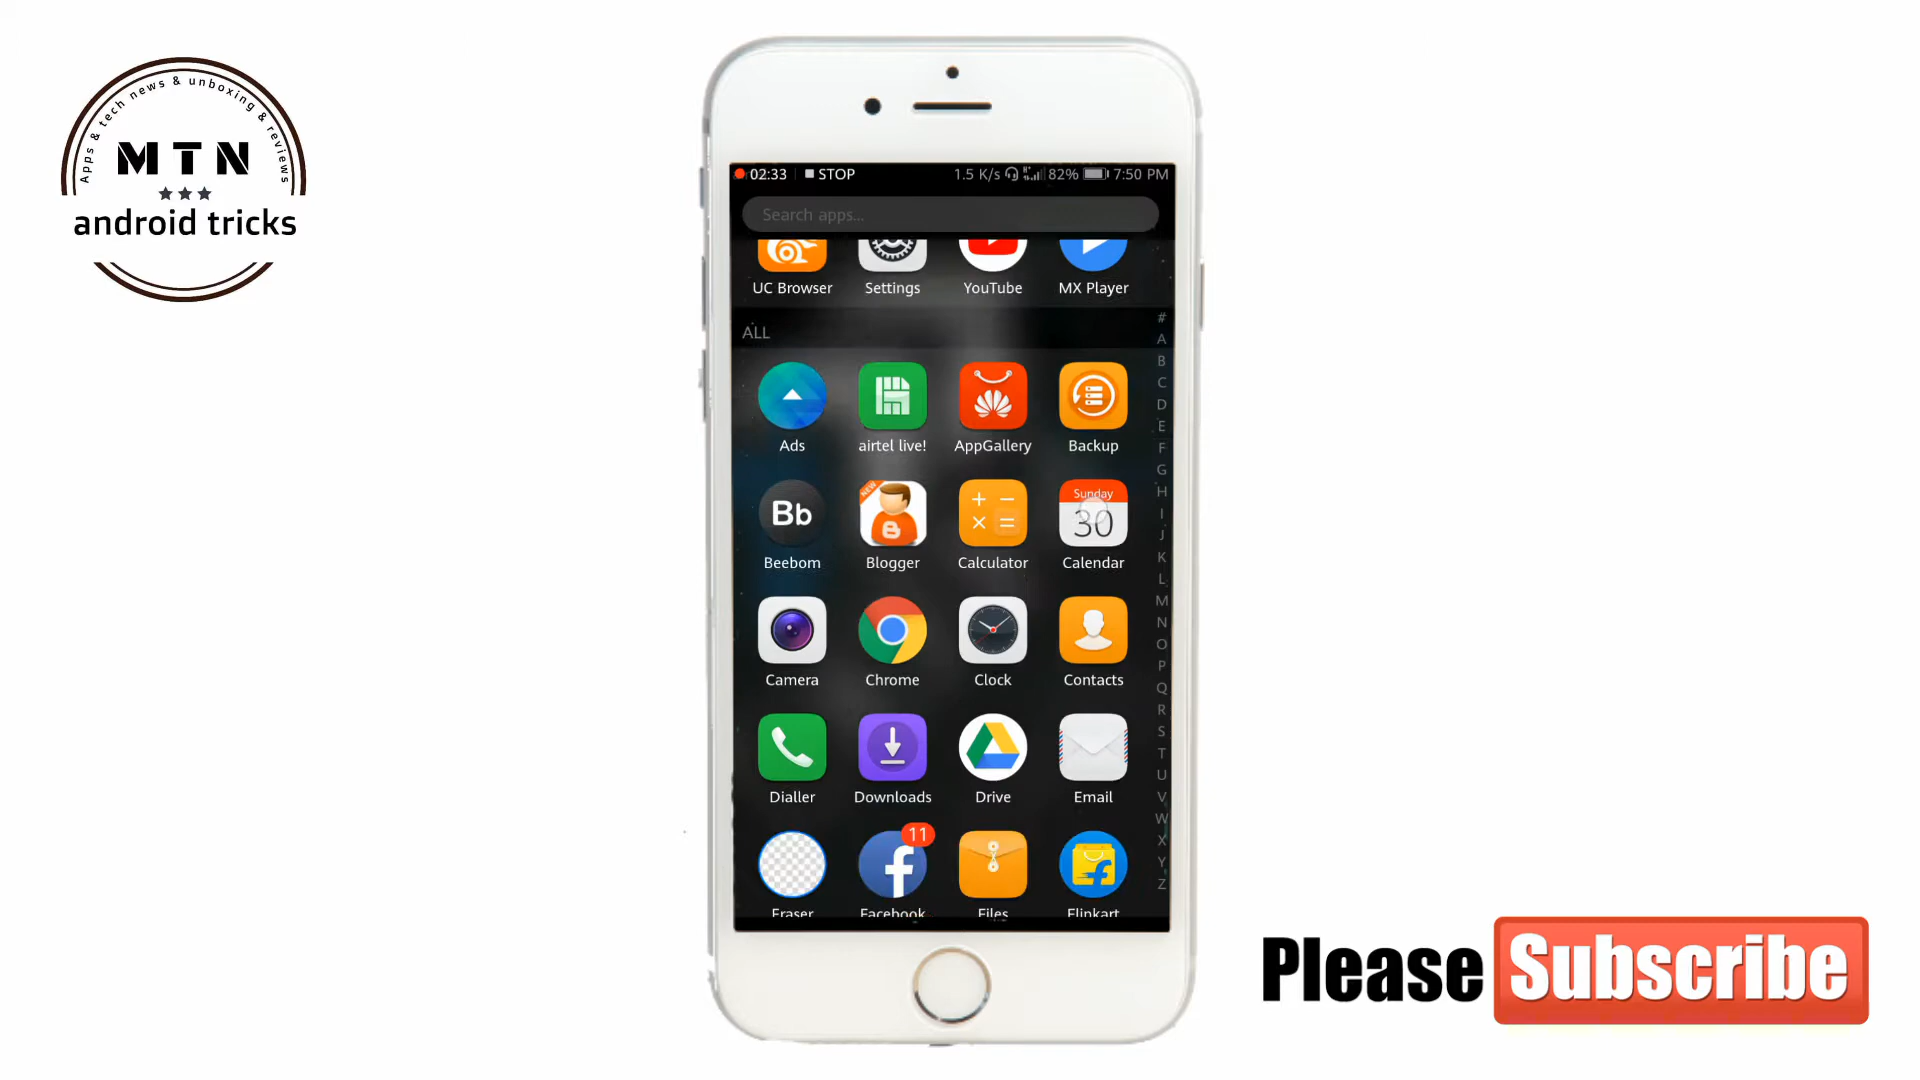 Apps & tech news & unboxing & reviews
MTN
android tricks
02:33 STOP 1.5 K/s 82% 7:50 PM
Search apps...
UC Browser Settings YouTube MX Player
ALL
#
A
B
C
D
E
F
G
H
I
J
K
L
M
N
O
P
Q
R
S
T
U
V
W
X
Y
Z
Ads airtel live! AppGallery Backup
Bb NEW Sunday
30
Beebom Blogger Calculator Calendar
Camera Chrome Clock Contacts
Dialler Downloads Drive Email
11
Eraser Facebook Files Flipkart
Please Subscribe